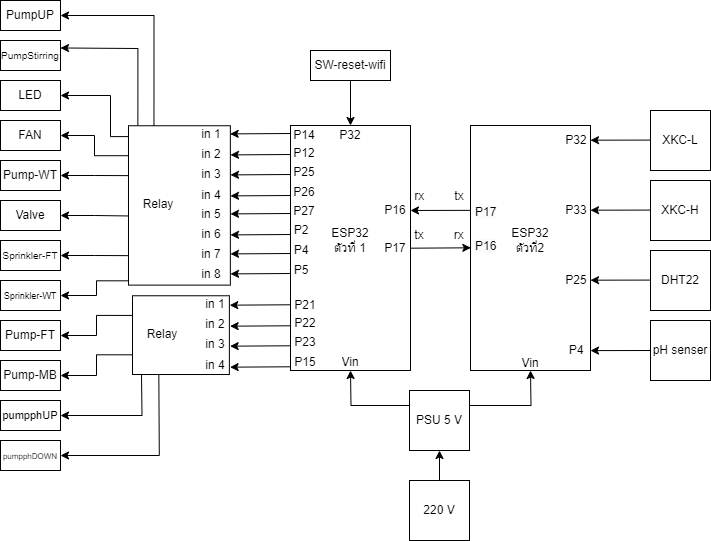 PumpUP
PumpStirring
LED
FAN
Pump-WT
Valve
Sprinkler-FT
Sprinkler-WT
Pump-FT
Pump-MB
pumpphUP
pumpphDOWN
Relay
in 1
in 2
in 3
in 4
in 5
in 6
in 7
in 8
Relay
in 1
in 2
in 3
in 4
SW-reset-wifi
P32
P14
P12
P25
P26
P27
P2
P4
P5
P21
P22
P23
P15
P16
P17
ESP32
ตัวที่ 1
Vin
rx
tx
tx
rx
P17
P16
ESP32
ตัวที่2
P32
P33
P25
P4
Vin
XKC-L
XKC-H
DHT22
pH senser
PSU 5 V
220 V